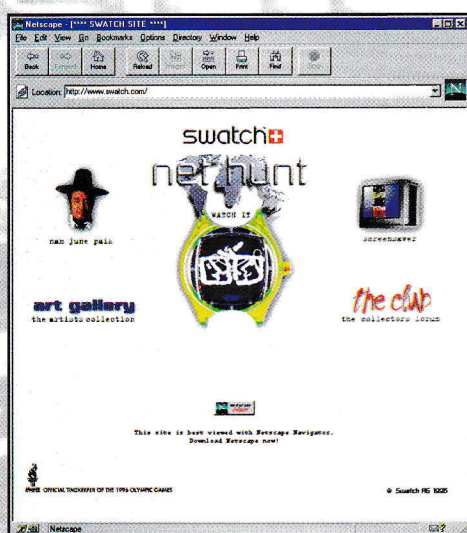 Netscape - [**** SWATCH SITE ****]
File Edit View Go Bookmarks Options Directory Window Help
Back Forward Home Reload Images Open Print Find
Location: http://www.swatch.com/
N
swatch
net hunt
WATCH IT
nam june paik
screensaver
art gallery
the artists collection
the club
the collectors forum
This site is best viewed with Netscape Navigator.
Download Netscape now!
OFFICIAL TIMEKEEPER OF THE 1996 OLYMPIC GAMES
© Swatch AG 1996
Netscape